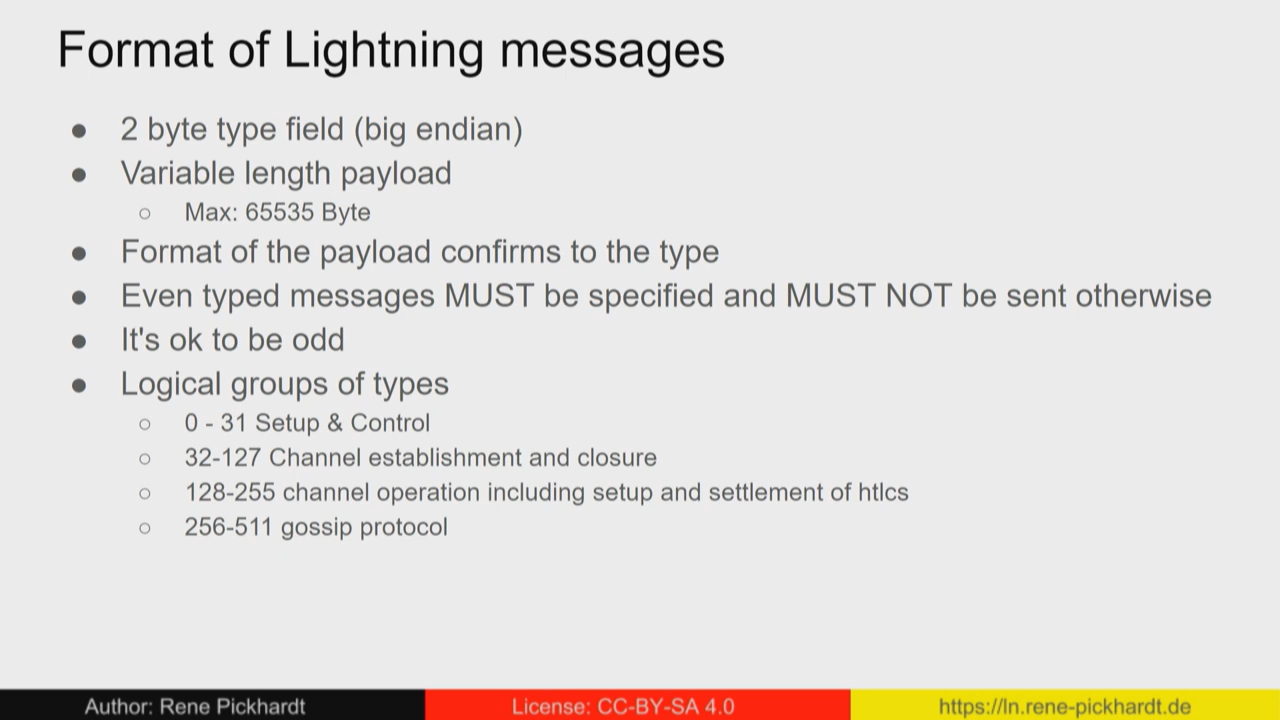 Format of Lightning messages
● 2 byte type field (big endian)
● Variable length payload
○ Max: 65535 Byte
● Format of the payload confirms to the type
● Even typed messages MUST be specified and MUST NOT be sent otherwise
● It's ok to be odd
● Logical groups of types
○ 0 - 31 Setup & Control
○ 32-127 Channel establishment and closure
○ 128-255 channel operation including setup and settlement of htlcs
○ 256-511 gossip protocol
Author: Rene Pickhardt
License: CC-BY-SA 4.0
https://ln.rene-pickhardt.de